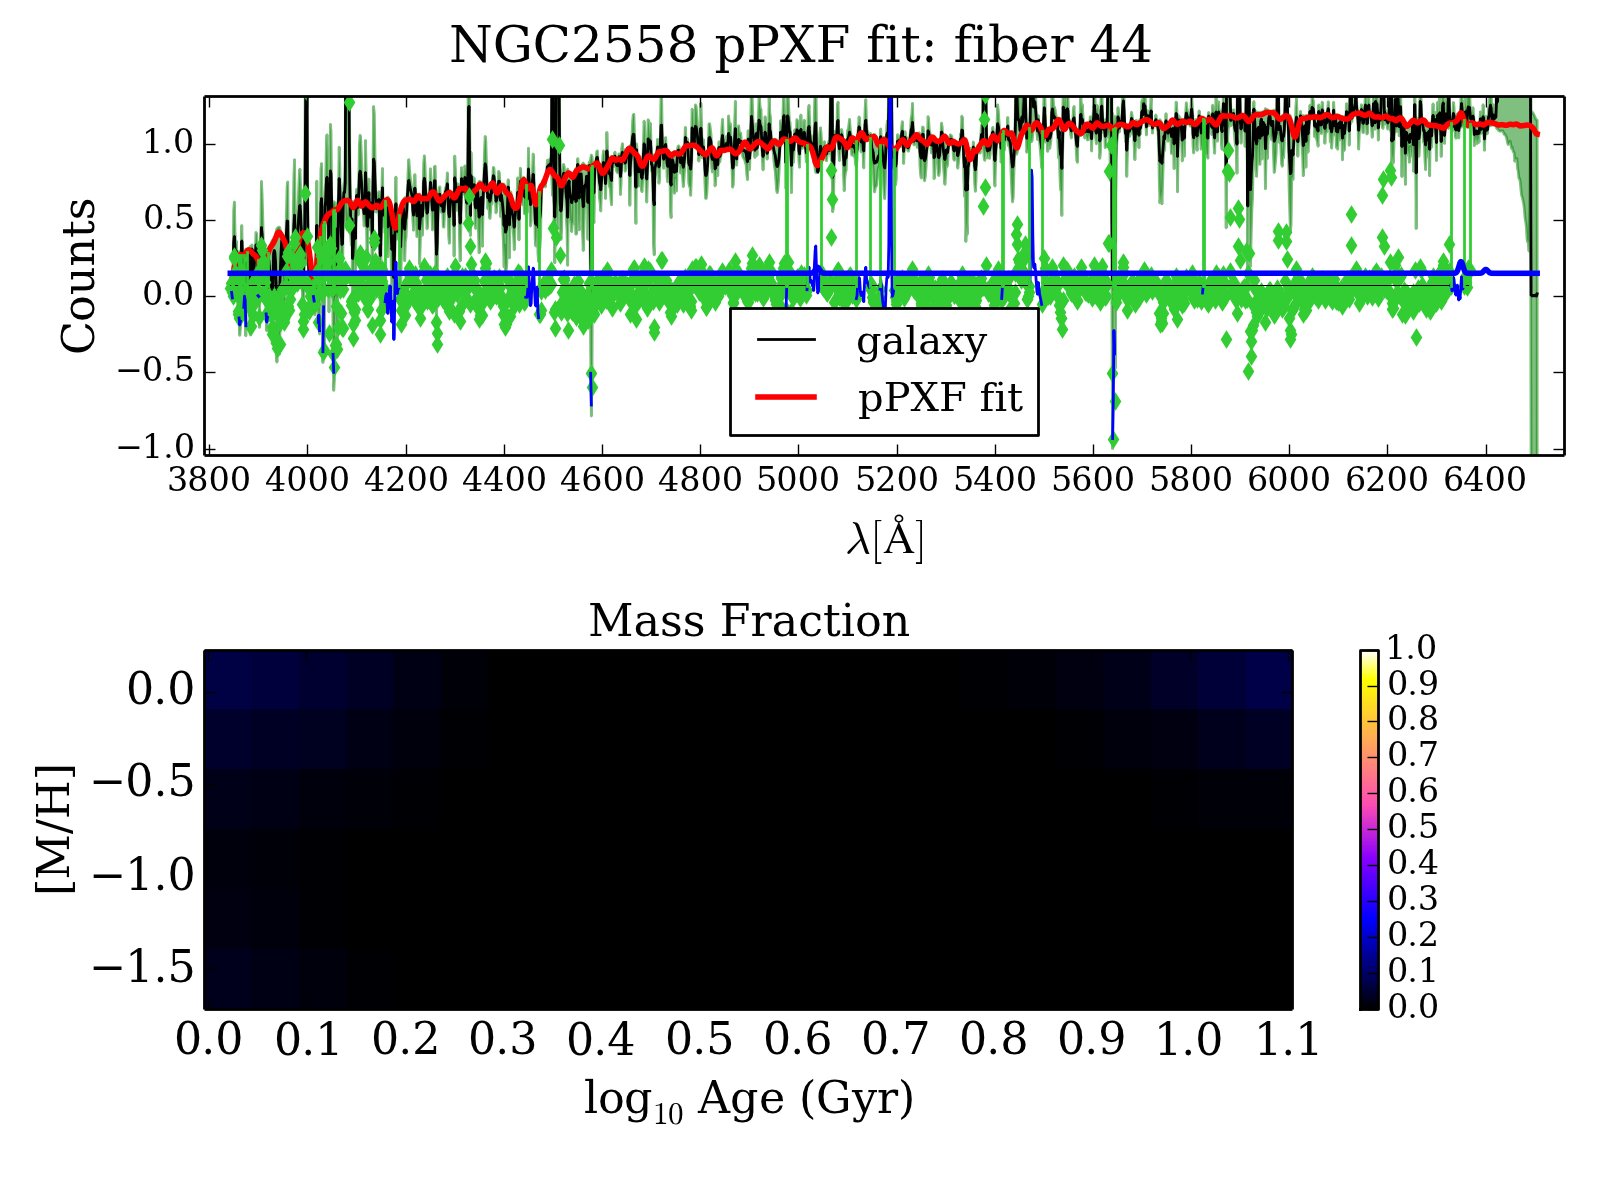 NGC2558 pPXF fit: fiber 44
Counts
1.0
0.5
0.0
−0.5
−1.0
galaxy
pPXF fit
3800 4000 4200 4400 4600 4800 5000 5200 5400 5600 5800 6000 6200 6400
λ[Å]
Mass Fraction
[M/H]
0.0
−0.5
−1.0
−1.5
0.0 0.1 0.2 0.3 0.4 0.5 0.6 0.7 0.8 0.9 1.0 1.1
log₁₀ Age (Gyr)
1.0
0.9
0.8
0.7
0.6
0.5
0.4
0.3
0.2
0.1
0.0